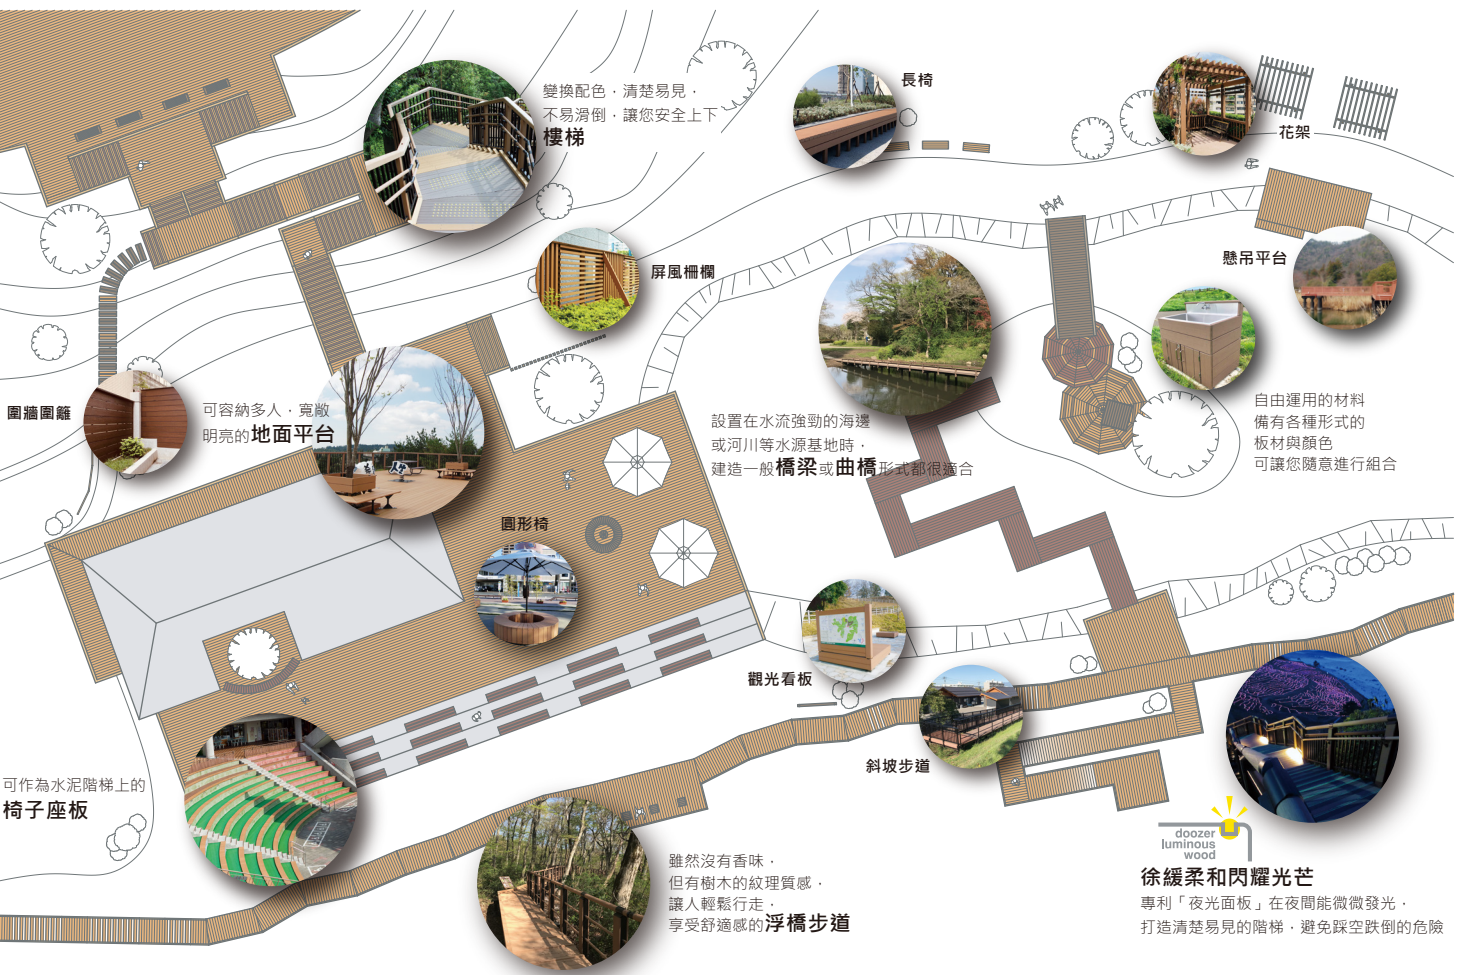 變換配色，清楚易見，
不易滑倒，讓您安全上下
樓梯
長椅
花架
屏風柵欄
懸吊平台
圍牆圍籬
可容納多人，寬敞
明亮的地面平台
設置在水流強勁的海邊
或河川等水源基地時，
建造一般橋梁或曲橋形式都很適合
自由運用的材料
備有各種形式的
板材與顏色
可讓您隨意進行組合
圓形椅
觀光看板
斜坡步道
可作為水泥階梯上的
椅子座板
雖然沒有香味，
但有樹木的紋理質感，
讓人輕鬆行走，
享受舒適感的浮橋步道
doozer
luminous
wood
徐緩柔和閃耀光芒
專利「夜光面板」在夜間能微微發光，
打造清楚易見的階梯，避免踩空跌倒的危險